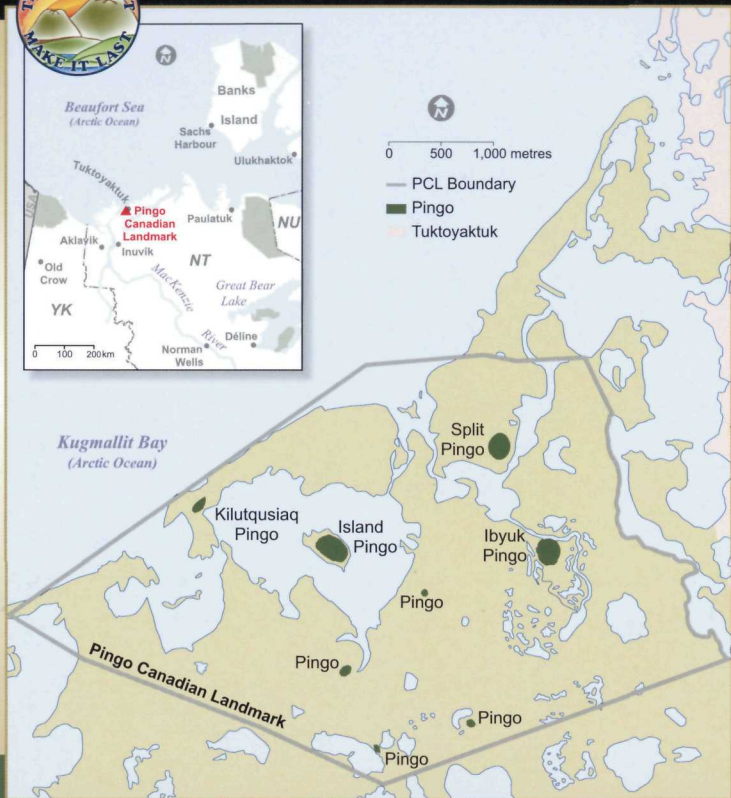 MAKE IT LAST
N
Beaufort Sea
(Arctic Ocean)
Banks
Island
Sachs
Harbour
Ulukhaktok
Tuktoyaktuk
USA
Pingo
Canadian
Landmark
Paulatuk
NU
Aklavik
Inuvik
NT
Old
Crow
MacKenzie
River
Great Bear
Lake
YK
Norman
Wells
Déline
0 100 200km
N
0 500 1,000 metres
PCL Boundary
Pingo
Tuktoyaktuk
Kugmallit Bay
(Arctic Ocean)
Split
Pingo
Kilutqusiaq
Pingo
Island
Pingo
Ibyuk
Pingo
Pingo
Pingo
Pingo Canadian Landmark
Pingo
Pingo